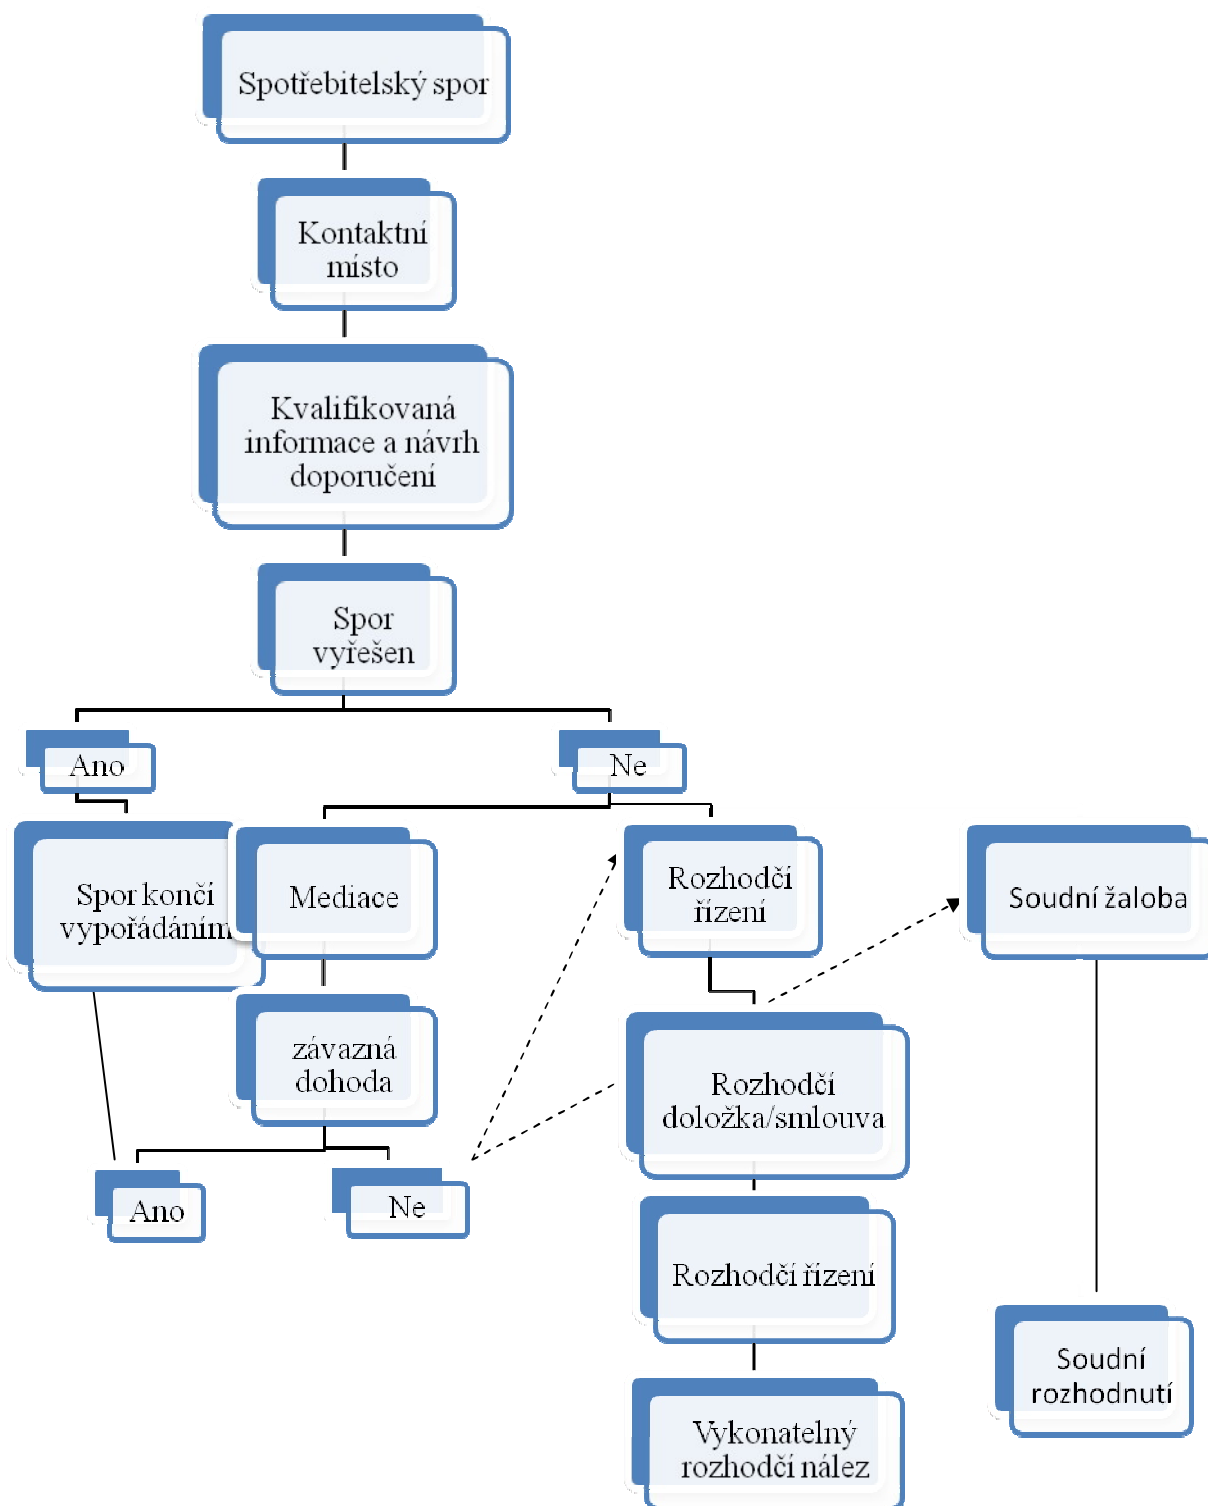 Spotřebitelský spor
Kontaktní
místo
Kvalifikovaná
informace a návrh
doporučení
Spor
vyřešen
Ano
Ne
Spor končí
vypořádáním
Mediace
Rozhodčí
řízení
Soudní žaloba
závazná
dohoda
Rozhodčí
doložka/smlouva
Ano
Ne
Rozhodčí řízení
Soudní
rozhodnutí
Vykonatelný
rozhodčí nález